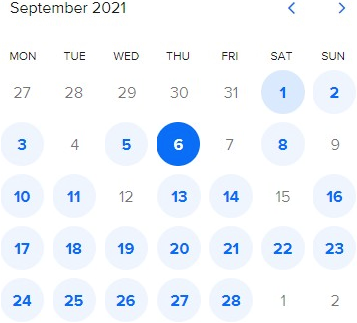 September 2021
MON TUE WED THU FRI SAT SUN
27 28 29 30 31 1 2
3 4 5 6 7 8 9
10 11 12 13 14 15 16
17 18 19 20 21 22 23
24 25 26 27 28 1 2